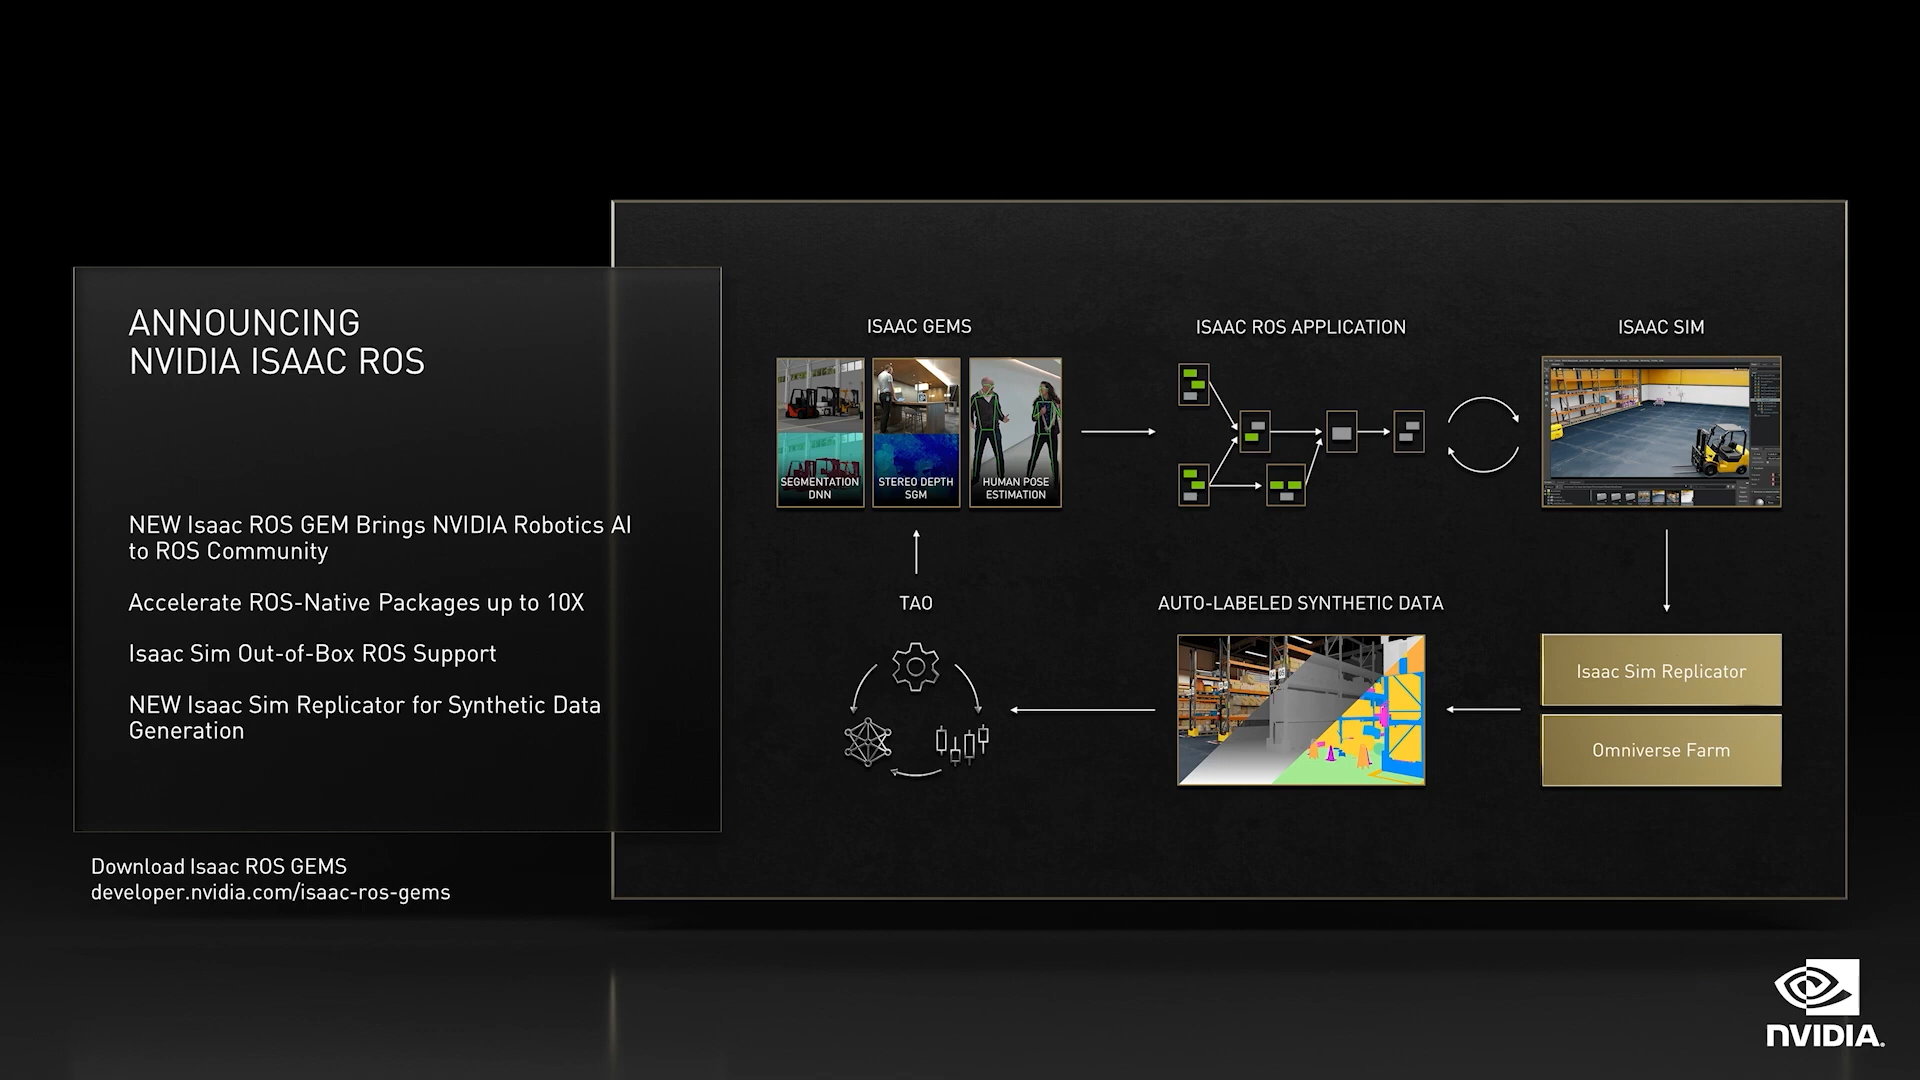 ANNOUNCING
NVIDIA ISAAC ROS
NEW Isaac ROS GEM Brings NVIDIA Robotics AI
to ROS Community
Accelerate ROS-Native Packages up to 10X
Isaac Sim Out-of-Box ROS Support
NEW Isaac Sim Replicator for Synthetic Data
Generation
Download Isaac ROS GEMS
developer.nvidia.com/isaac-ros-gems
ISAAC GEMS
SEGMENTATION
DNN
STEREO DEPTH
SGM
HUMAN POSE
ESTIMATION
ISAAC ROS APPLICATION
ISAAC SIM
TAO
AUTO-LABELED SYNTHETIC DATA
Isaac Sim Replicator
Omniverse Farm
NVIDIA.